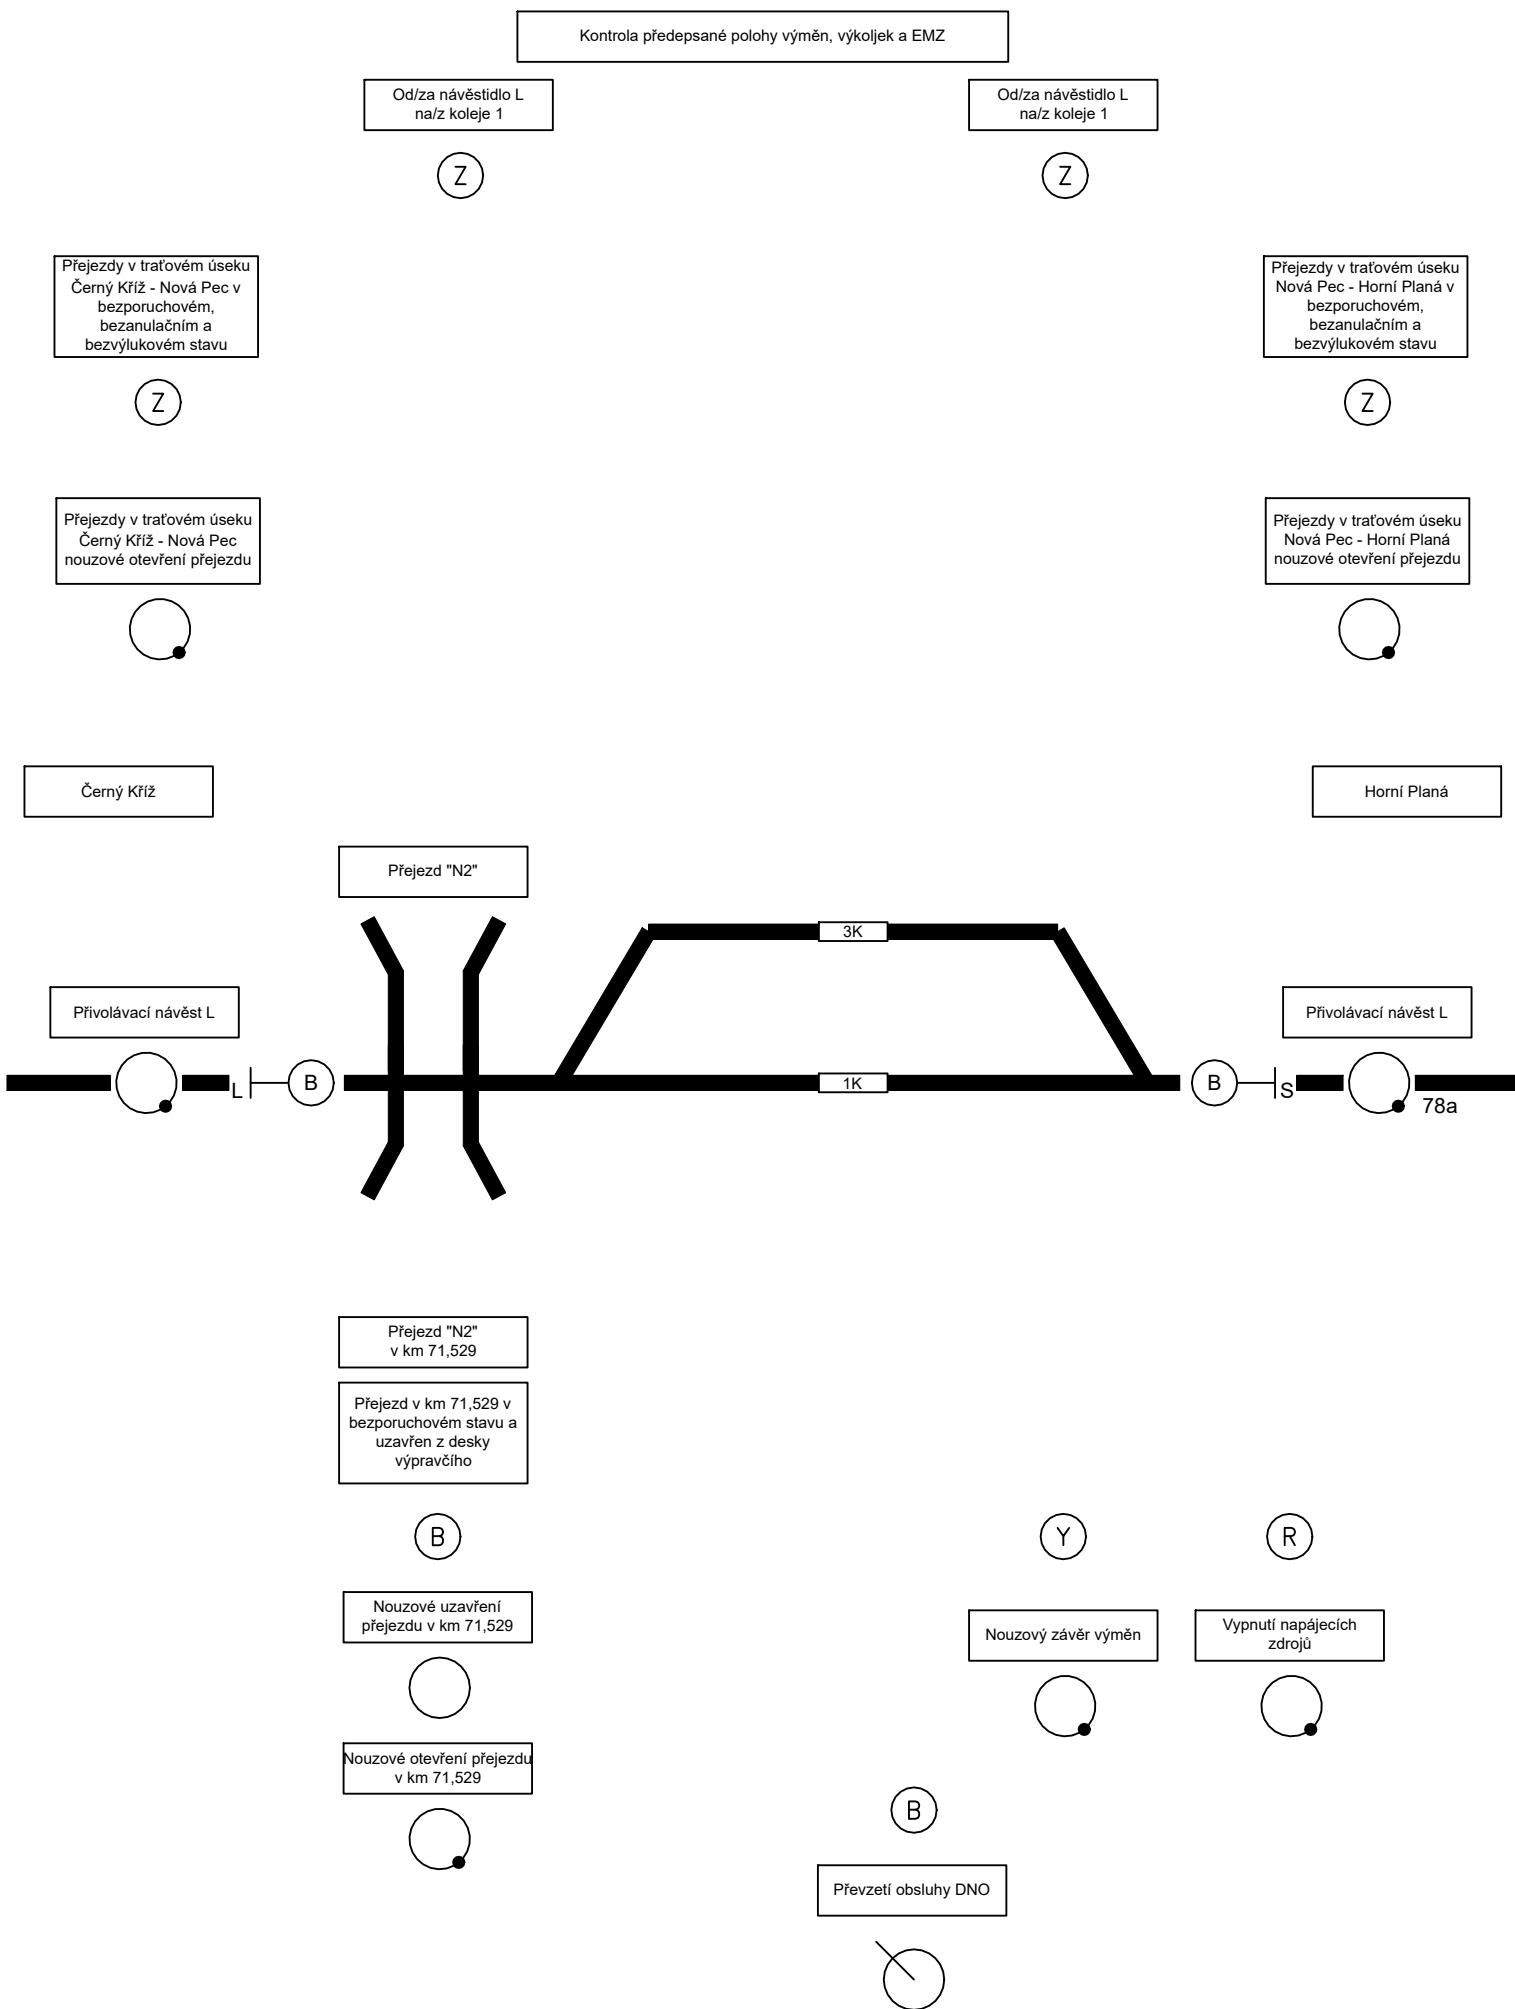 Kontrola předepsané polohy výměn, výkoljek a EMZ
Od/za návěstidlo L
na/z koleje 1
Od/za návěstidlo L
na/z koleje 1
Z
Z
Přejezdy v traťovém úseku
Černý Kříž - Nová Pec v
bezporuchovém,
bezanulačním a
bezvýlukovém stavu
Přejezdy v traťovém úseku
Nová Pec - Horní Planá v
bezporuchovém,
bezanulačním a
bezvýlukovém stavu
Z
Z
Přejezdy v traťovém úseku
Černý Kříž - Nová Pec
nouzové otevření přejezdu
Přejezdy v traťovém úseku
Nová Pec - Horní Planá
nouzové otevření přejezdu
Černý Kříž
Horní Planá
Přejezd "N2"
3K
Přivolávací návěst L
Přivolávací návěst L
L
B
1K
B
S
78a
Přejezd "N2"
v km 71,529
Přejezd v km 71,529 v
bezporuchovém stavu a
uzavřen z desky
výpravčího
B
Y
R
Nouzové uzavření
přejezdu v km 71,529
Nouzový závěr výměn
Vypnutí napájecích
zdrojů
Nouzové otevření přejezdu
v km 71,529
B
Převzetí obsluhy DNO